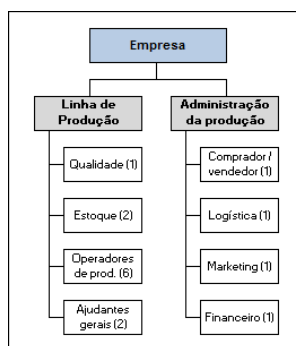 Empresa
Linha de
Produção
Administração
da produção
Qualidade (1)
Estoque (2)
Operadores
de prod. (6)
Ajudantes
gerais (2)
Comprador /
vendedor (1)
Logística (1)
Marketing (1)
Financeiro (1)